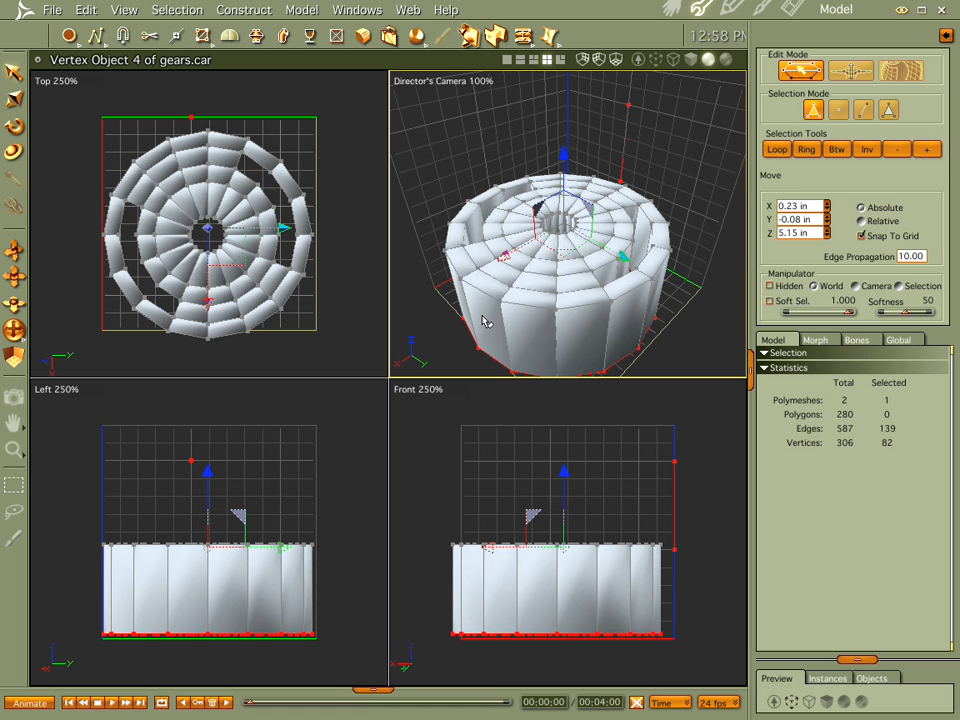 File Edit View Selection Construct Model Windows Web Help Model
12:58 PM
Vertex Object 4 of gears.car
Top 250%
Director's Camera 100%
Left 250%
Front 250%
Edit Mode
Selection Mode
Selection Tools
Loop Ring Btw Inv - +
Move
X 0.23 in Absolute
Y -0.08 in Relative
Z 5.15 in Snap To Grid
Edge Propagation 10.00
Manipulator
Hidden World Camera Selection
Soft Sel. 1.000 Softness 50
Model Morph Bones Global
Selection
Statistics
Total Selected
Polymeshes: 2 1
Polygons: 280 0
Edges: 587 139
Vertices: 306 82
Preview Instances Objects
Animate 00:00:00 / 00:04:00 Time 24 fps